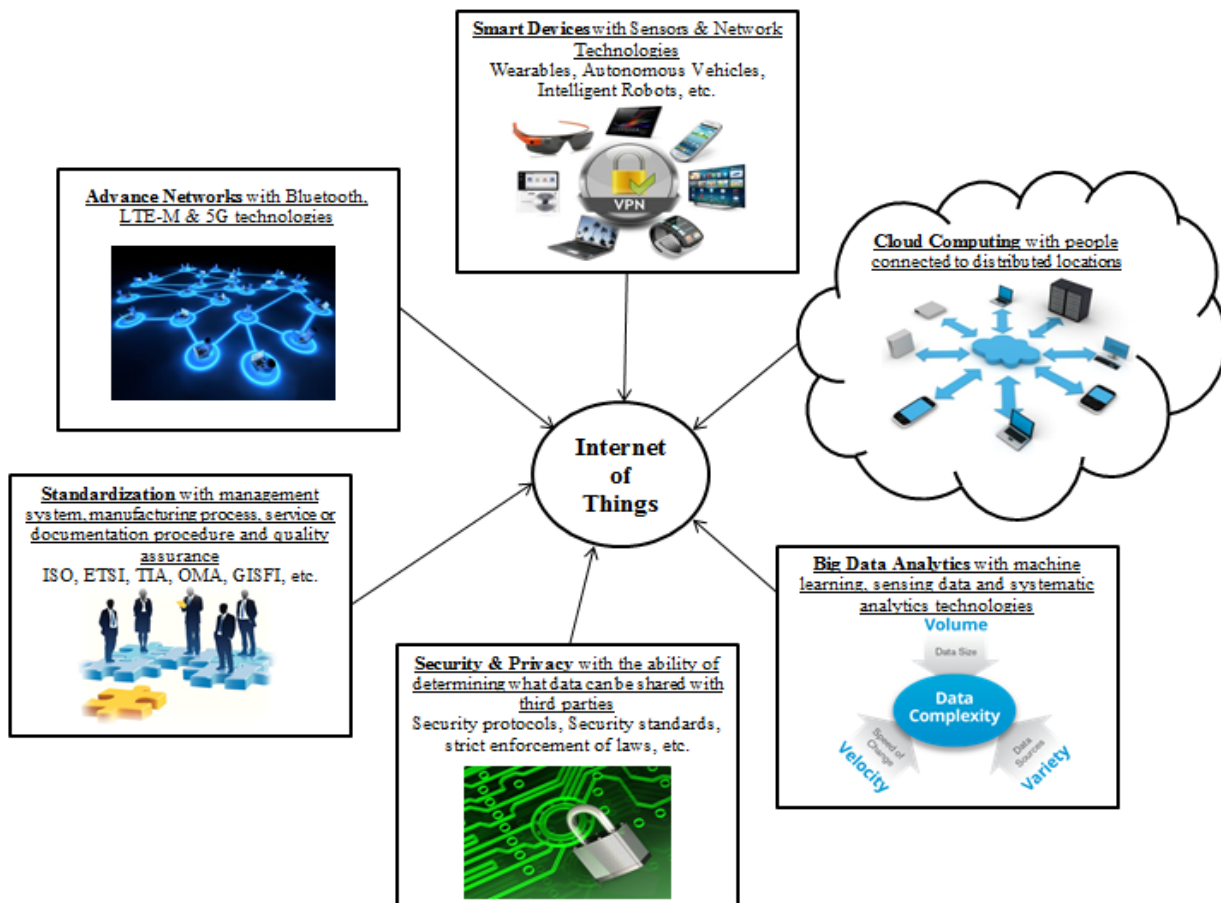 Smart Devices with Sensors & Network
Technologies
Wearables, Autonomous Vehicles,
Intelligent Robots, etc.
VPN
Advance Networks with Bluetooth,
LTE-M & 5G technologies
Cloud Computing with people
connected to distributed locations
Internet
of
Things
Standardization with management
system, manufacturing process, service or
documentation procedure and quality
assurance
ISO, ETSI, TIA, OMA, GISFI, etc.
Big Data Analytics with machine
learning, sensing data and systematic
analytics technologies
Volume
Data Size
Data
Complexity
Speed of
Change
Velocity
Data
Sources
Variety
Security & Privacy with the ability of
determining what data can be shared with
third parties
Security protocols, Security standards,
strict enforcement of laws, etc.